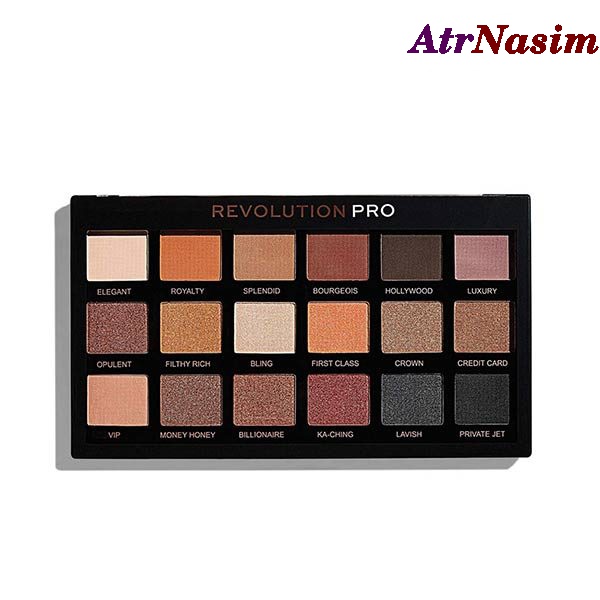 AtrNasim
REVOLUTION PRO
ELEGANT ROYALTY SPLENDID BOURGEOIS HOLLYWOOD LUXURY
OPULENT FILTHY RICH BLING FIRST CLASS CROWN CREDIT CARD
VIP MONEY HONEY BILLIONAIRE KA-CHING LAVISH PRIVATE JET